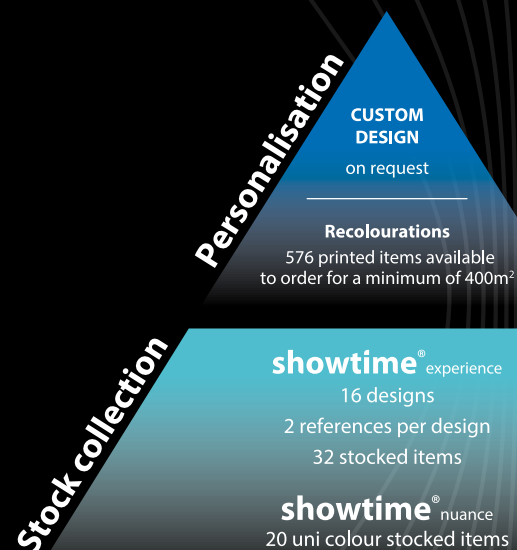 Personalisation
CUSTOM
DESIGN
on request
Recolourations
576 printed items available
to order for a minimum of 400m²
Stock collection
showtime® experience
16 designs
2 references per design
32 stocked items
showtime® nuance
20 uni colour stocked items